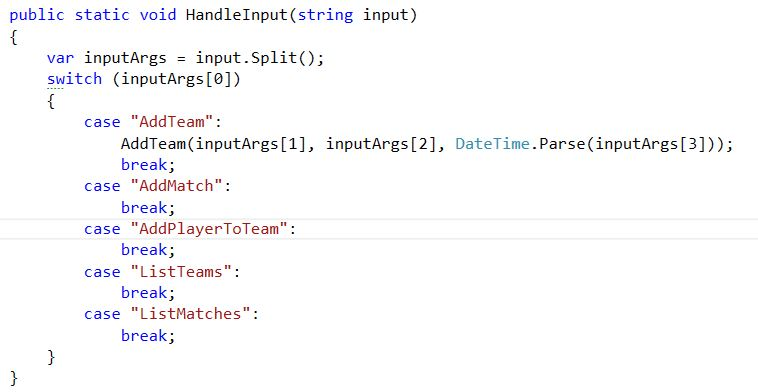 public static void HandleInput(string input)
{
    var inputArgs = input.Split();
    switch (inputArgs[0])
    {
        case "AddTeam":
            AddTeam(inputArgs[1], inputArgs[2], DateTime.Parse(inputArgs[3]));
            break;
        case "AddMatch":
            break;
        case "AddPlayerToTeam":
            break;
        case "ListTeams":
            break;
        case "ListMatches":
            break;
    }
}